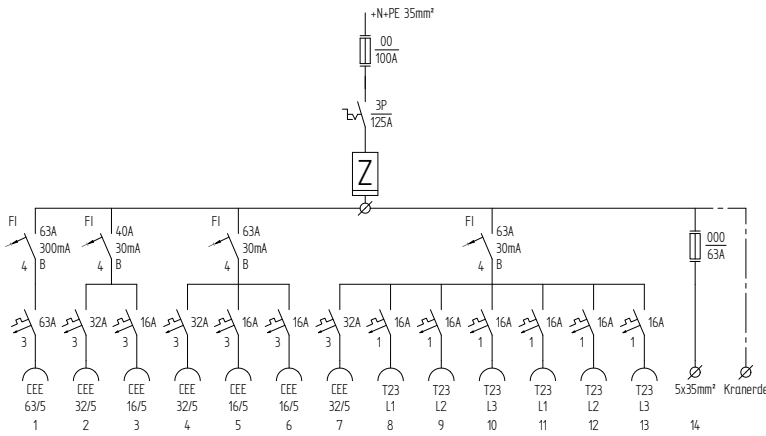 +N+PE 35mm²
00
100A
3P
125A
Z
FI 63A FI 40A FI 63A FI 63A
300mA 30mA 30mA 30mA 000
4 B 4 B 4 B 4 B 63A
63A 32A 16A 32A 16A 16A 32A 16A 16A 16A 16A 16A 16A
3 3 3 3 3 3 3 1 1 1 1 1 1
CEE CEE CEE CEE CEE CEE CEE T23 T23 T23 T23 T23 T23 5x35mm² Kranerde
63/5 32/5 16/5 32/5 16/5 16/5 32/5 L1 L2 L3 L1 L2 L3
1 2 3 4 5 6 7 8 9 10 11 12 13 14